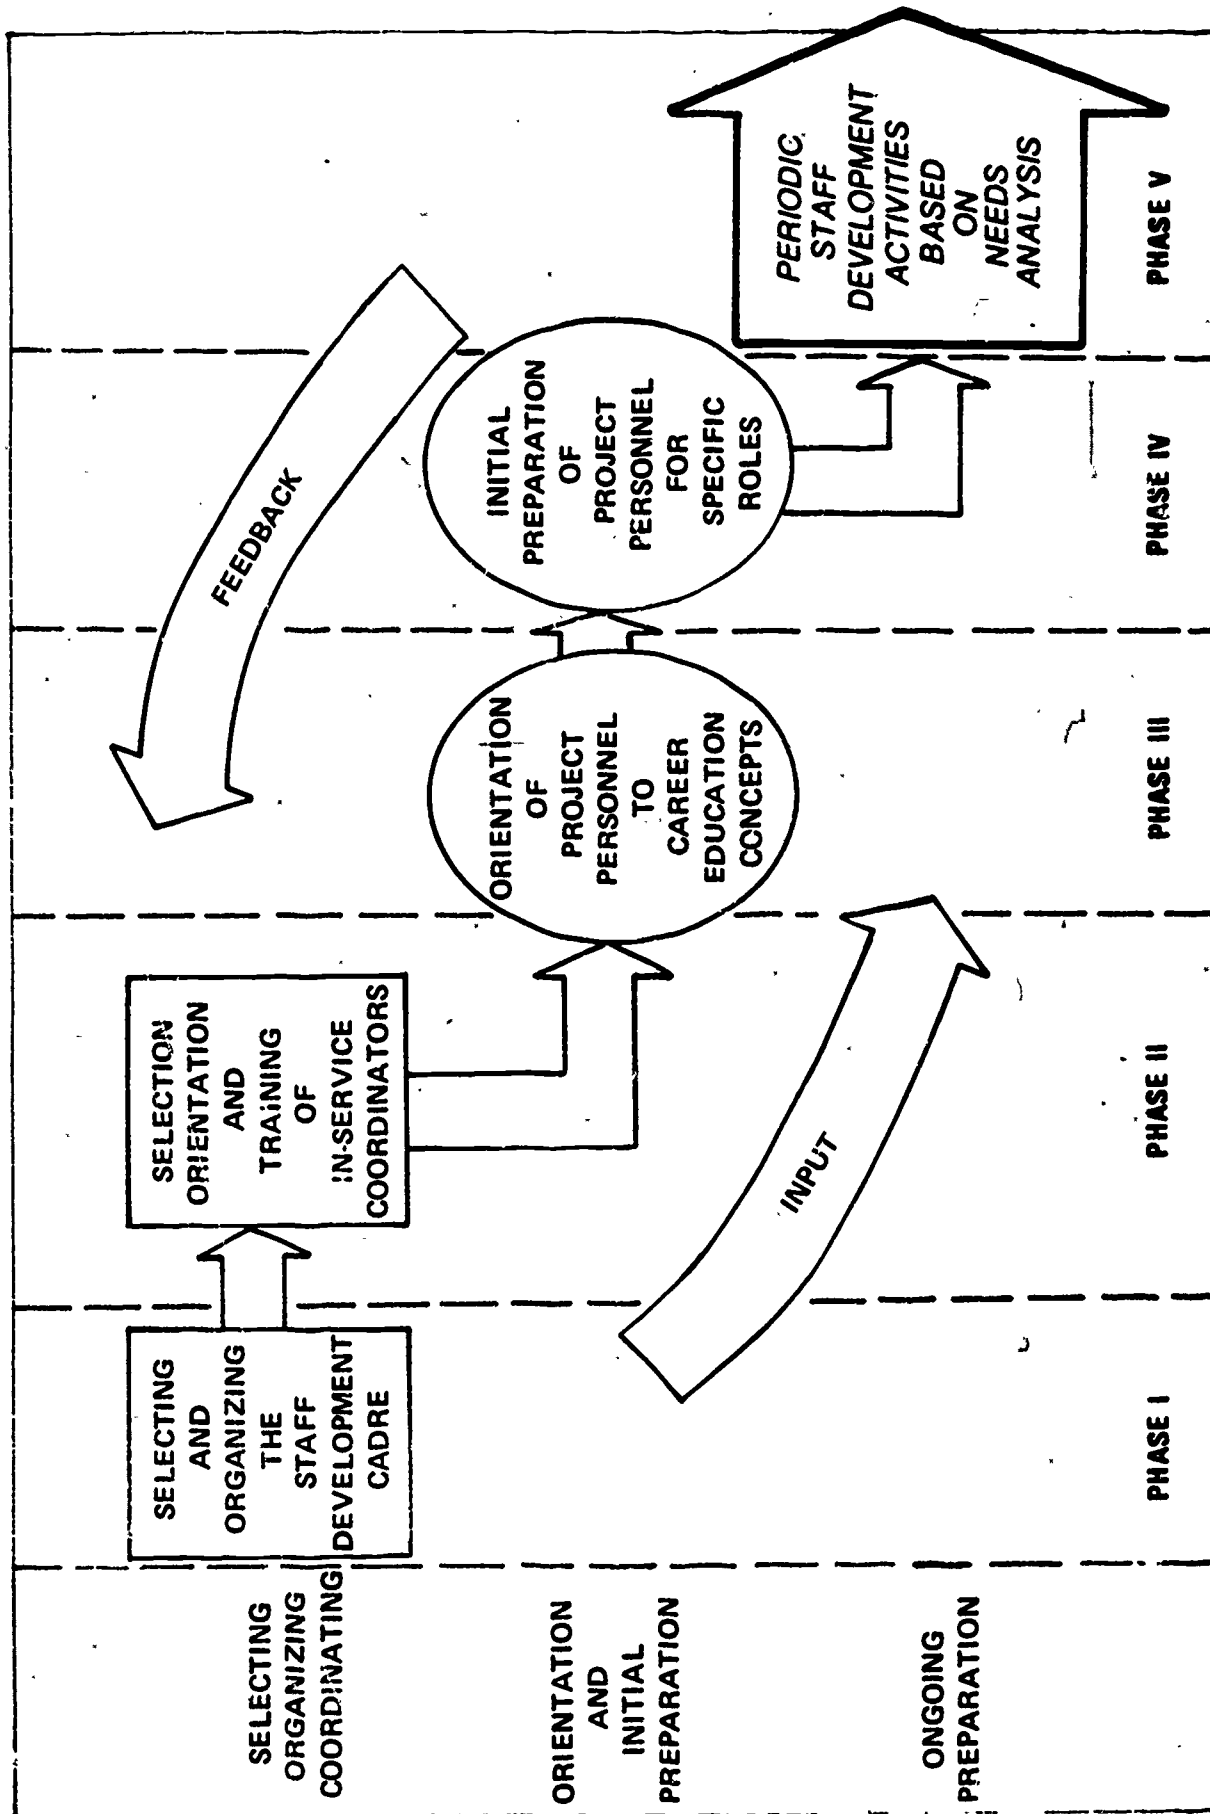 SELECTING
ORGANIZING
COORDINATING
SELECTING
AND
ORGANIZING
THE
STAFF
DEVELOPMENT
CADRE
SELECTION
ORIENTATION
AND
TRAINING
OF
IN-SERVICE
COORDINATORS
FEEDBACK
ORIENTATION
AND
INITIAL
PREPARATION
ORIENTATION
OF
PROJECT
PERSONNEL
TO
CAREER
EDUCATION
CONCEPTS
INITIAL
PREPARATION
OF
PROJECT
PERSONNEL
FOR
SPECIFIC
ROLES
INPUT
ONGOING
PREPARATION
PERIODIC
STAFF
DEVELOPMENT
ACTIVITIES
BASED
ON
NEEDS
ANALYSIS
PHASE I
PHASE II
PHASE III
PHASE IV
PHASE V